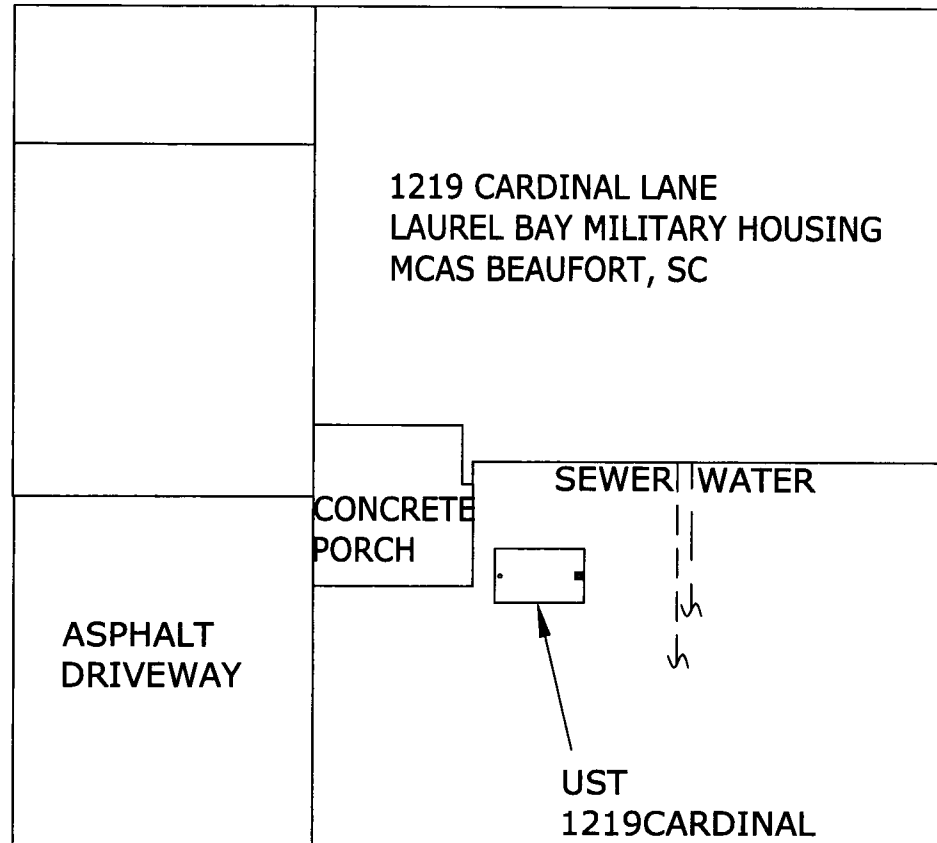 1219 CARDINAL LANE
LAUREL BAY MILITARY HOUSING
MCAS BEAUFORT, SC
SEWER WATER
CONCRETE
PORCH
ASPHALT
DRIVEWAY
UST
1219CARDINAL